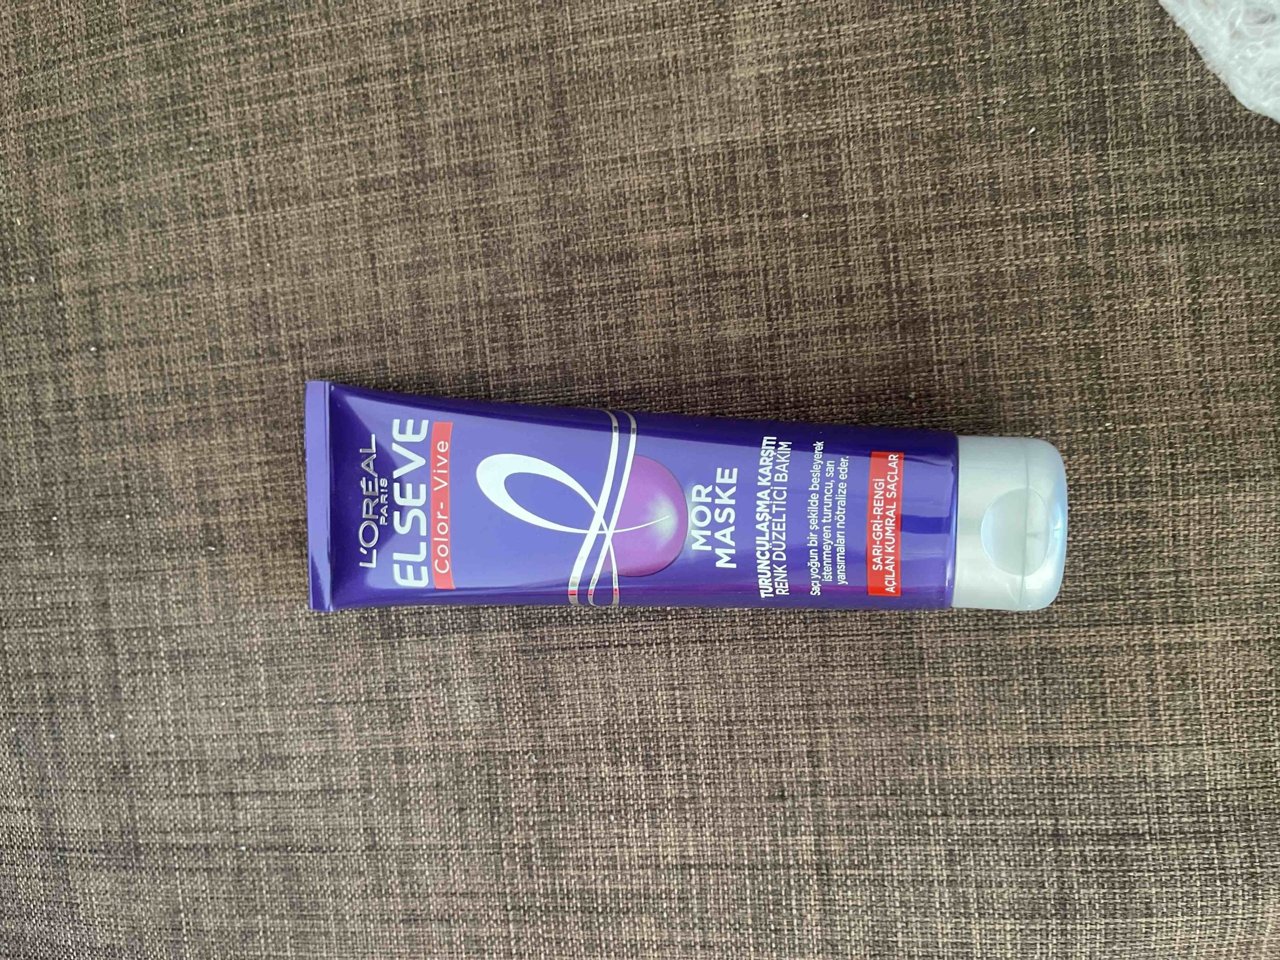 L'ORÉAL
PARIS
ELSEVE
Color-Vive
MOR
MASKE
TURUNCULAŞMA KARŞITI
RENK DÜZELTİCİ BAKIM
Saçı yoğun bir şekilde besleyerek
istenmeyen turuncu, sarı
yansımaları nötralize eder.
SARI-GRİ-RENGİ
AÇILAN KUMRAL SAÇLAR